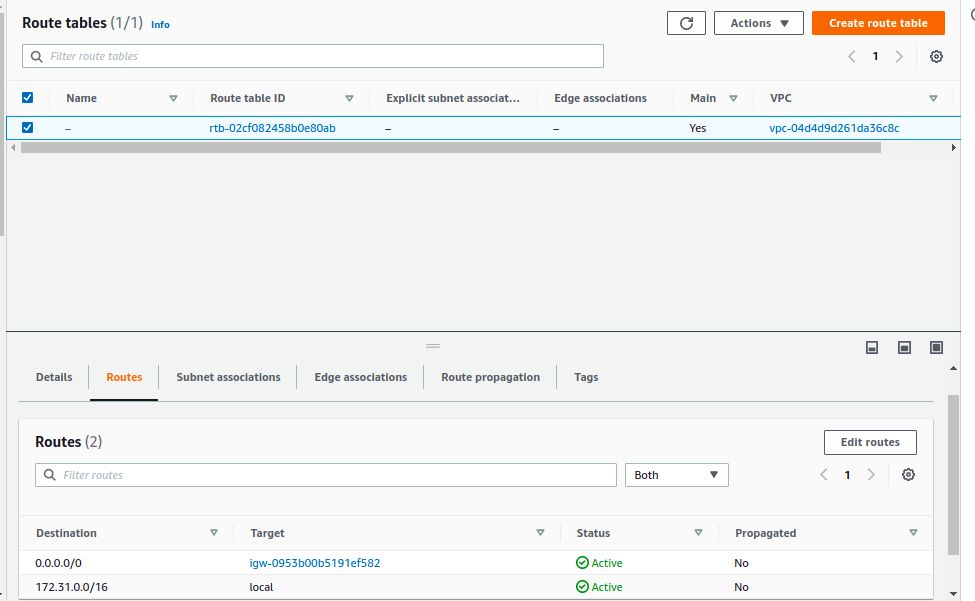 Route tables (1/1) Info
Actions
Create route table
Filter route tables
1
Name Route table ID Explicit subnet associat... Edge associations Main VPC
– rtb-02cf082458b0e80ab – – Yes vpc-04d4d9d261da36c8c
Details Routes Subnet associations Edge associations Route propagation Tags
Routes (2)
Edit routes
Filter routes
Both
1
Destination Target Status Propagated
0.0.0.0/0 igw-0953b00b5191ef582 Active No
172.31.0.0/16 local Active No